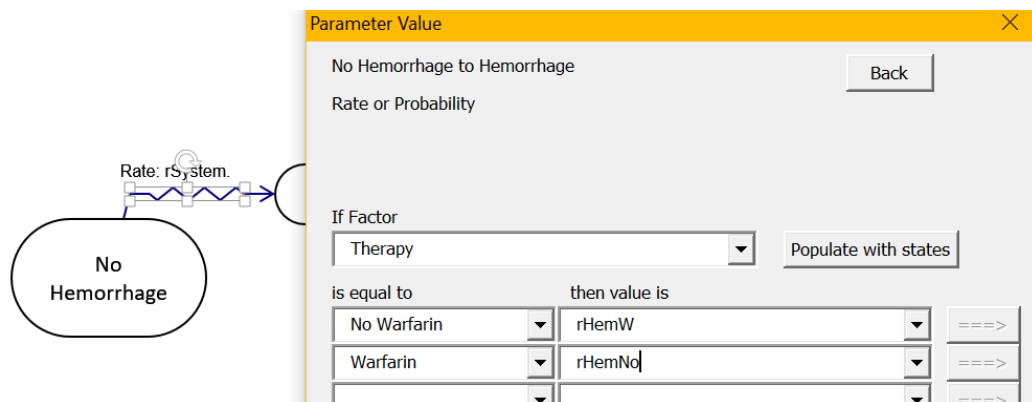 Parameter Value
No Hemorrhage to Hemorrhage
Back
Rate or Probability
Rate: rSystem.
No
Hemorrhage
If Factor
Therapy
Populate with states
is equal to then value is
No Warfarin rHemW ===>
Warfarin rHemNo ===>
===>